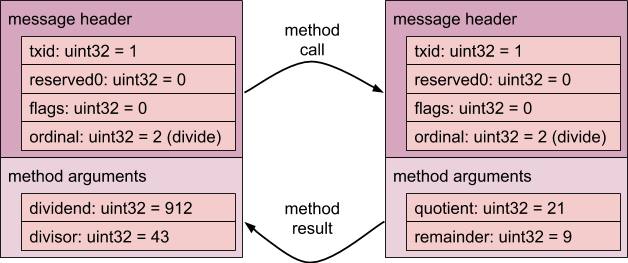 message header
txid: uint32 = 1
reserved0: uint32 = 0
flags: uint32 = 0
ordinal: uint32 = 2 (divide)
method arguments
dividend: uint32 = 912
divisor: uint32 = 43
method
call
method
result
message header
txid: uint32 = 1
reserved0: uint32 = 0
flags: uint32 = 0
ordinal: uint32 = 2 (divide)
method arguments
quotient: uint32 = 21
remainder: uint32 = 9